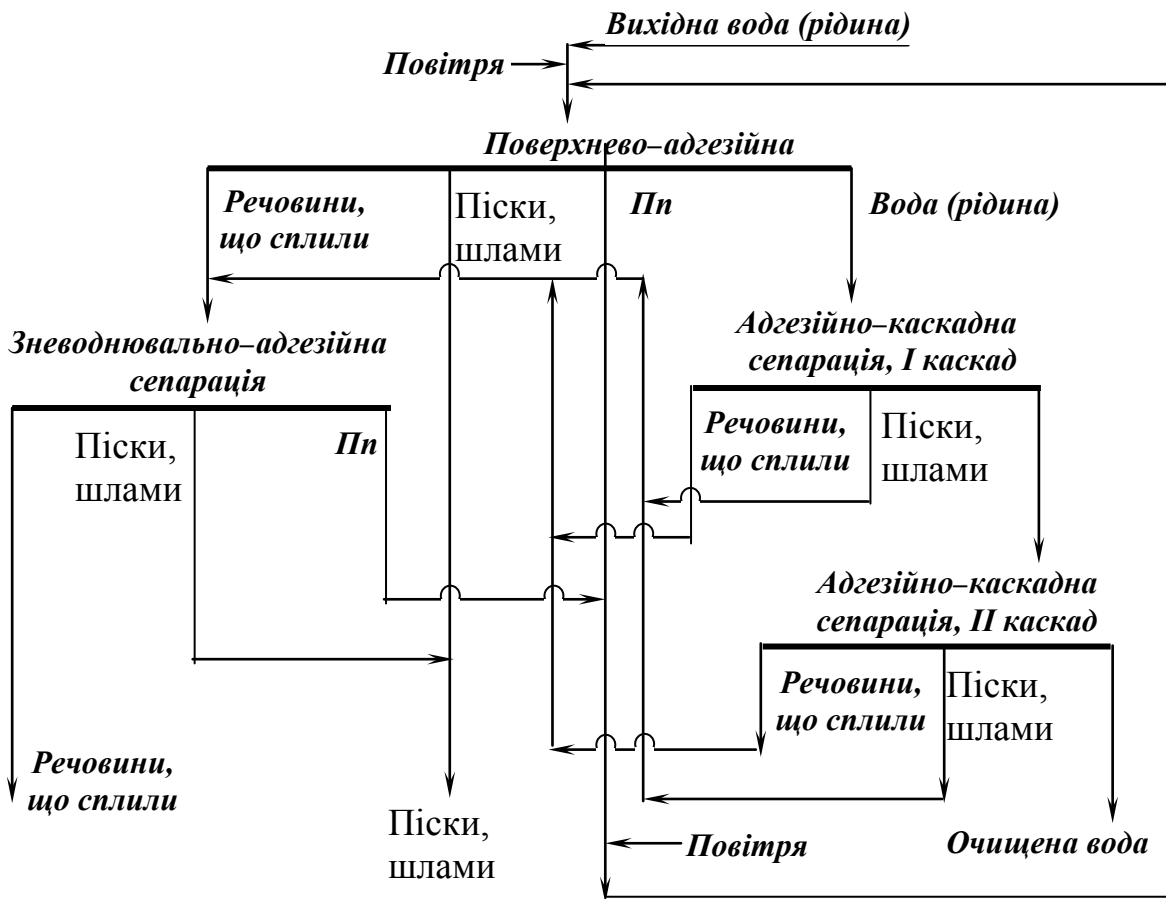 Вихідна вода (рідина)
Повітря
Поверхнево–адгезійна
Речовини,
що сплили
Піски,
шлами
Пп
Вода (рідина)
Зневоднювально–адгезійна
сепарація
Адгезійно–каскадна
сепарація, I каскад
Піски,
шлами
Пп
Речовини,
що сплили
Піски,
шлами
Адгезійно–каскадна
сепарація, II каскад
Речовини,
що сплили
Піски,
шлами
Речовини,
що сплили
Піски,
шлами
Повітря
Очищена вода